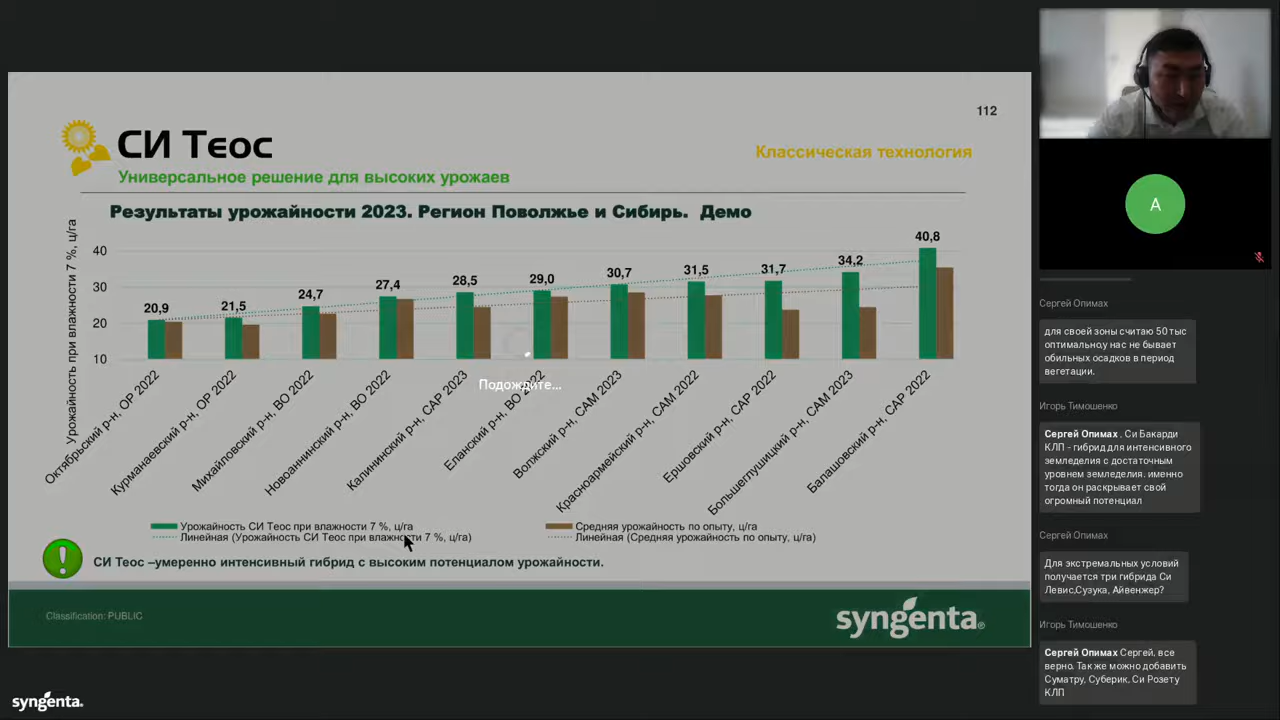 112
СИ Тєос
Классическая технология
Универсальное решение для высоких урожаев
Результаты урожайности 2023. Регион Поволжье и Сибирь. Демо
Урожайность при влажности 7 %, ц/га
40
30
20
10
20,9
21,5
24,7
27,4
28,5
29,0
30,7
31,5
31,7
34,2
40,8
Подождите...
Октябрьский р-н, ОР 2022
Курманаевский р-н, ОР 2022
Михайловский р-н, ВО 2022
Новоаннинский р-н, ВО 2022
Калининский р-н, САР 2023
Еланский р-н, ВО 2022
Волжский р-н, САМ 2023
Красноармейский р-н, САМ 2022
Ершовский р-н, САР 2022
Большеглушицкий р-н, САМ 2023
Балашовский р-н, САР 2022
Урожайность СИ Теос при влажности 7 %, ц/га
Средняя урожайность по опыту, ц/га
Линейная (Урожайность СИ Теос при влажности 7 %, ц/га)
Линейная (Средняя урожайность по опыту, ц/га)
СИ Теос –умеренно интенсивный гибрид с высоким потенциалом урожайности.
Classification: PUBLIC
syngenta®
syngenta.
А
Сергей Опимах
для своей зоны считаю 50 тыс
оптимально,у нас не бывает
обильных осадков в период
вегетации.
Игорь Тимошенко
Сергей Опимах , Си Бакарди
КЛП - гибрид для интенсивного
земледелия с достаточным
уровнем земледелия. именно
тогда он раскрывает свой
огромный потенциал
Сергей Опимах
Для экстремальных условий
получается три гибрида Си
Левис,Сузука, Айвенжер?
Игорь Тимошенко
Сергей Опимах Сергей, все
верно. Так же можно добавить
Суматру, Суберик, Си Розету
КЛП